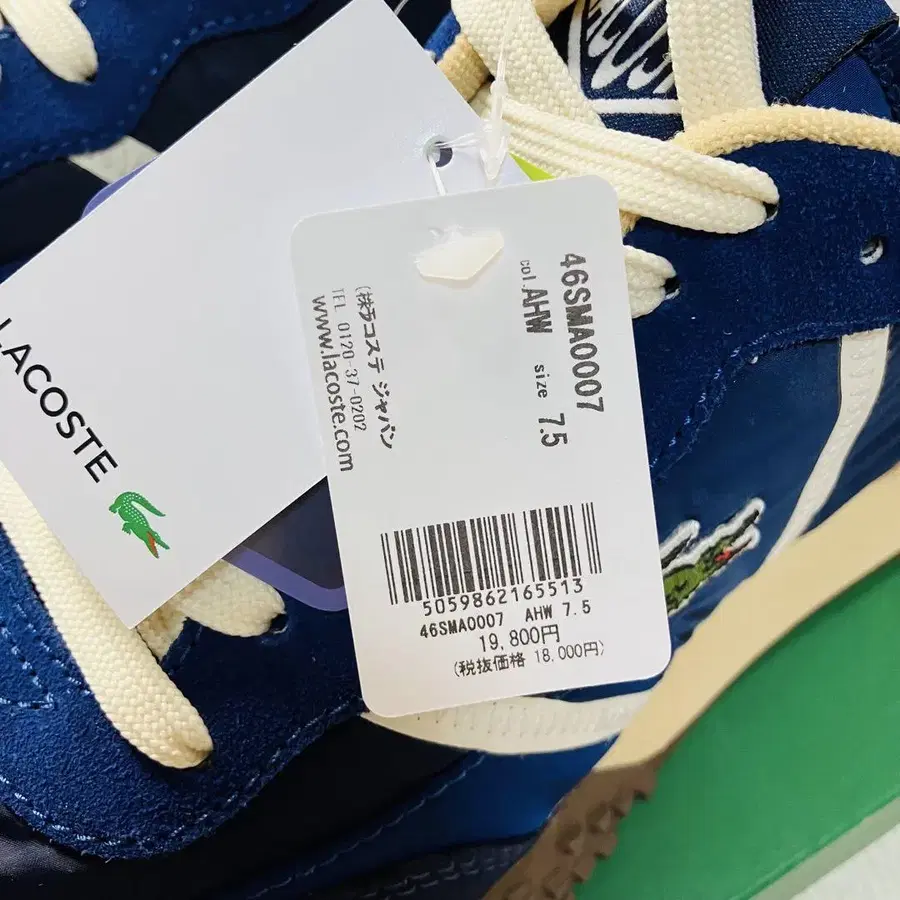 LACOSTE
46SMA0007
col.AHW size 7.5
(株)ラコステ ジャパン
TEL 0120-37-0202
www.lacoste.com
5059862165513
46SMA0007 AHW 7.5
19,800円
(税抜価格 18,000円)